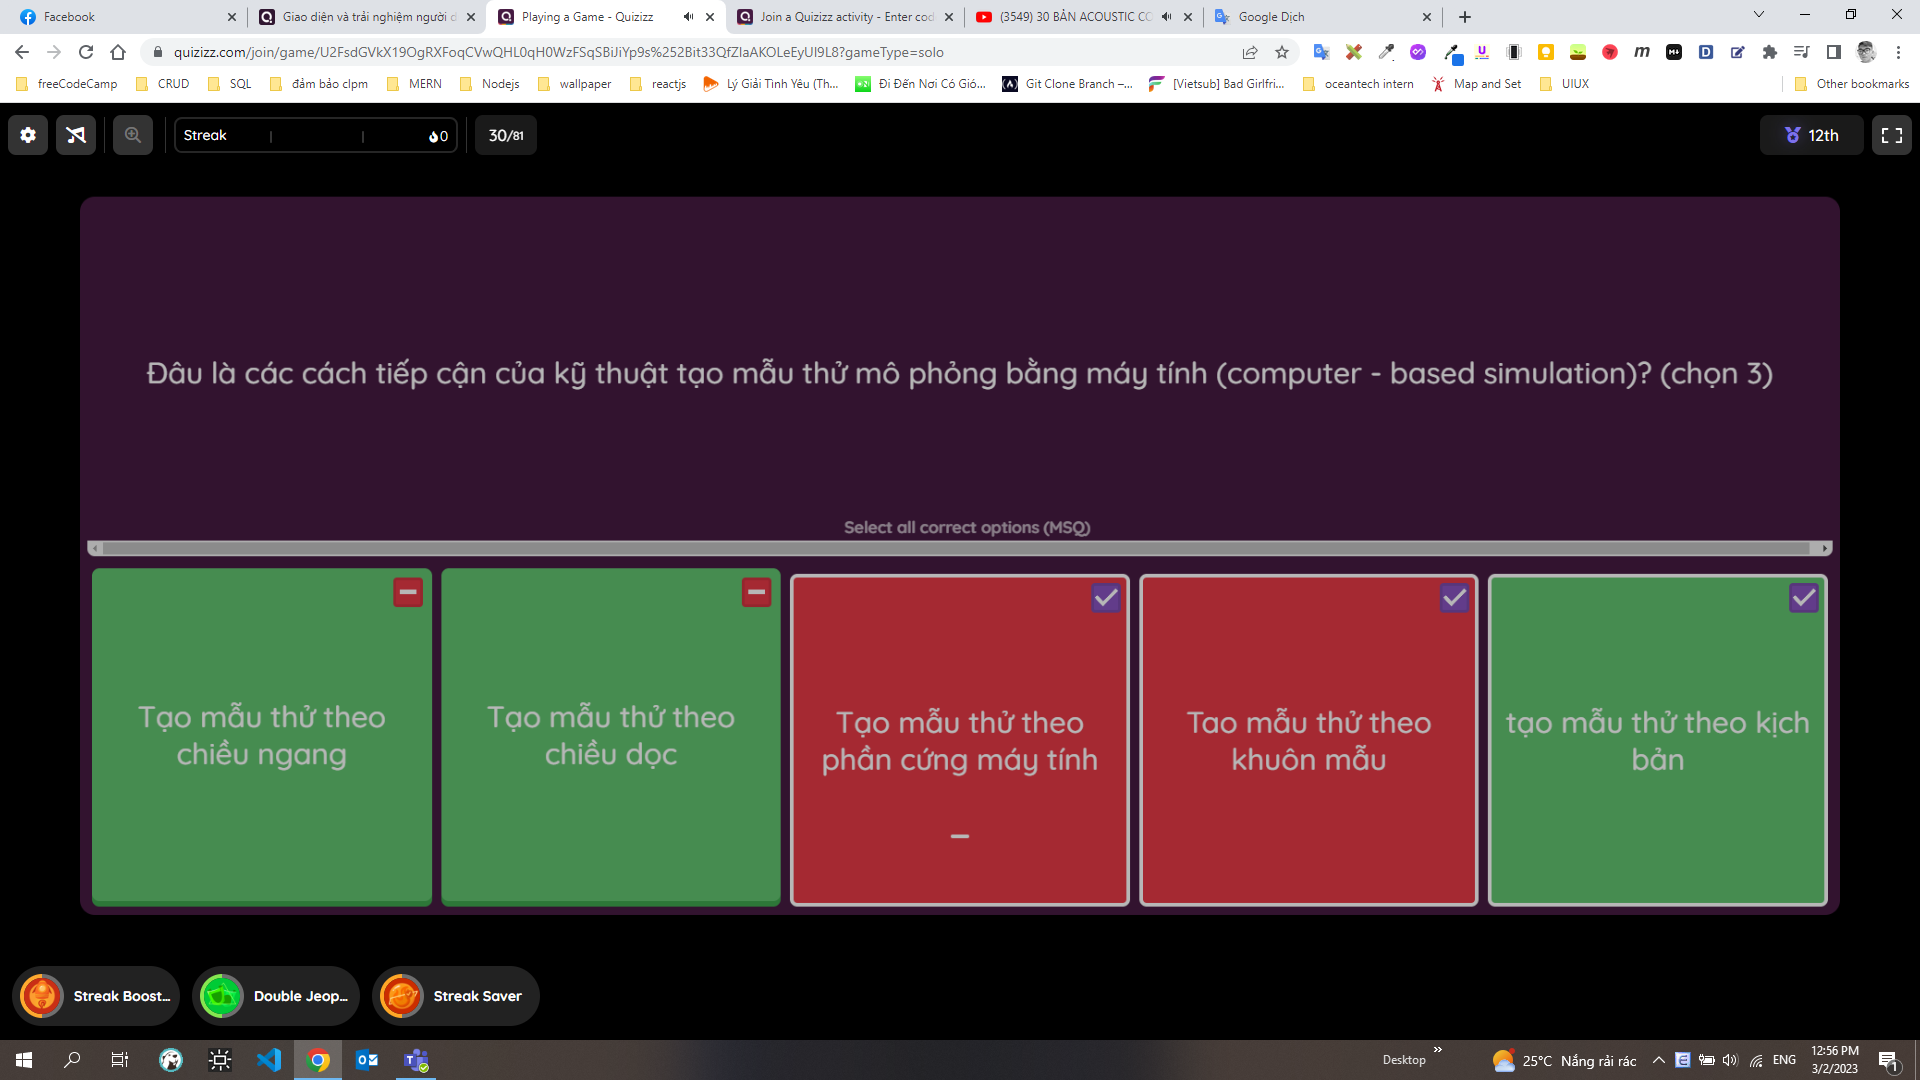 Facebook
Giao diện và trải nghiệm người d
Playing a Game - Quizizz
Join a Quizizz activity - Enter cod
(3549) 30 BẢN ACOUSTIC CO
Google Dịch
quizizz.com/join/game/U2FsdGVkX19OgRXFoqCVwQHL0qH0WzFSqSBiJiYp9s%252Bit33QfZIaAKOLeEyUI9L8?gameType=solo
freeCodeCamp
CRUD
SQL
đảm bảo clpm
MERN
Nodejs
wallpaper
reactjs
Lý Giải Tình Yêu (Th...
Đi Đến Nơi Có Gió...
Git Clone Branch –...
[Vietsub] Bad Girlfri...
oceantech intern
Map and Set
UIUX
Other bookmarks
Streak
0
30/81
12th
Đâu là các cách tiếp cận của kỹ thuật tạo mẫu thử mô phỏng bằng máy tính (computer - based simulation)? (chọn 3)
Select all correct options (MSQ)
Tạo mẫu thử theo
chiều ngang
Tạo mẫu thử theo
chiều dọc
Tạo mẫu thử theo
phần cứng máy tính
–
Tao mẫu thử theo
khuôn mẫu
tạo mẫu thử theo kịch
bản
Streak Boost...
Double Jeop...
Streak Saver
Desktop
25°C Nắng rải rác
ENG
12:56 PM
3/2/2023
1